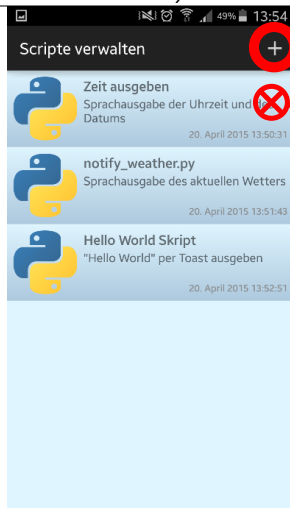 49% 13:54
Scripte verwalten +
Zeit ausgeben
Sprachausgabe der Uhrzeit und
Datums
20. April 2015 13:50:31
notify_weather.py
Sprachausgabe des aktuellen Wetters
20. April 2015 13:51:43
Hello World Skript
"Hello World" per Toast ausgeben
20. April 2015 13:52:51